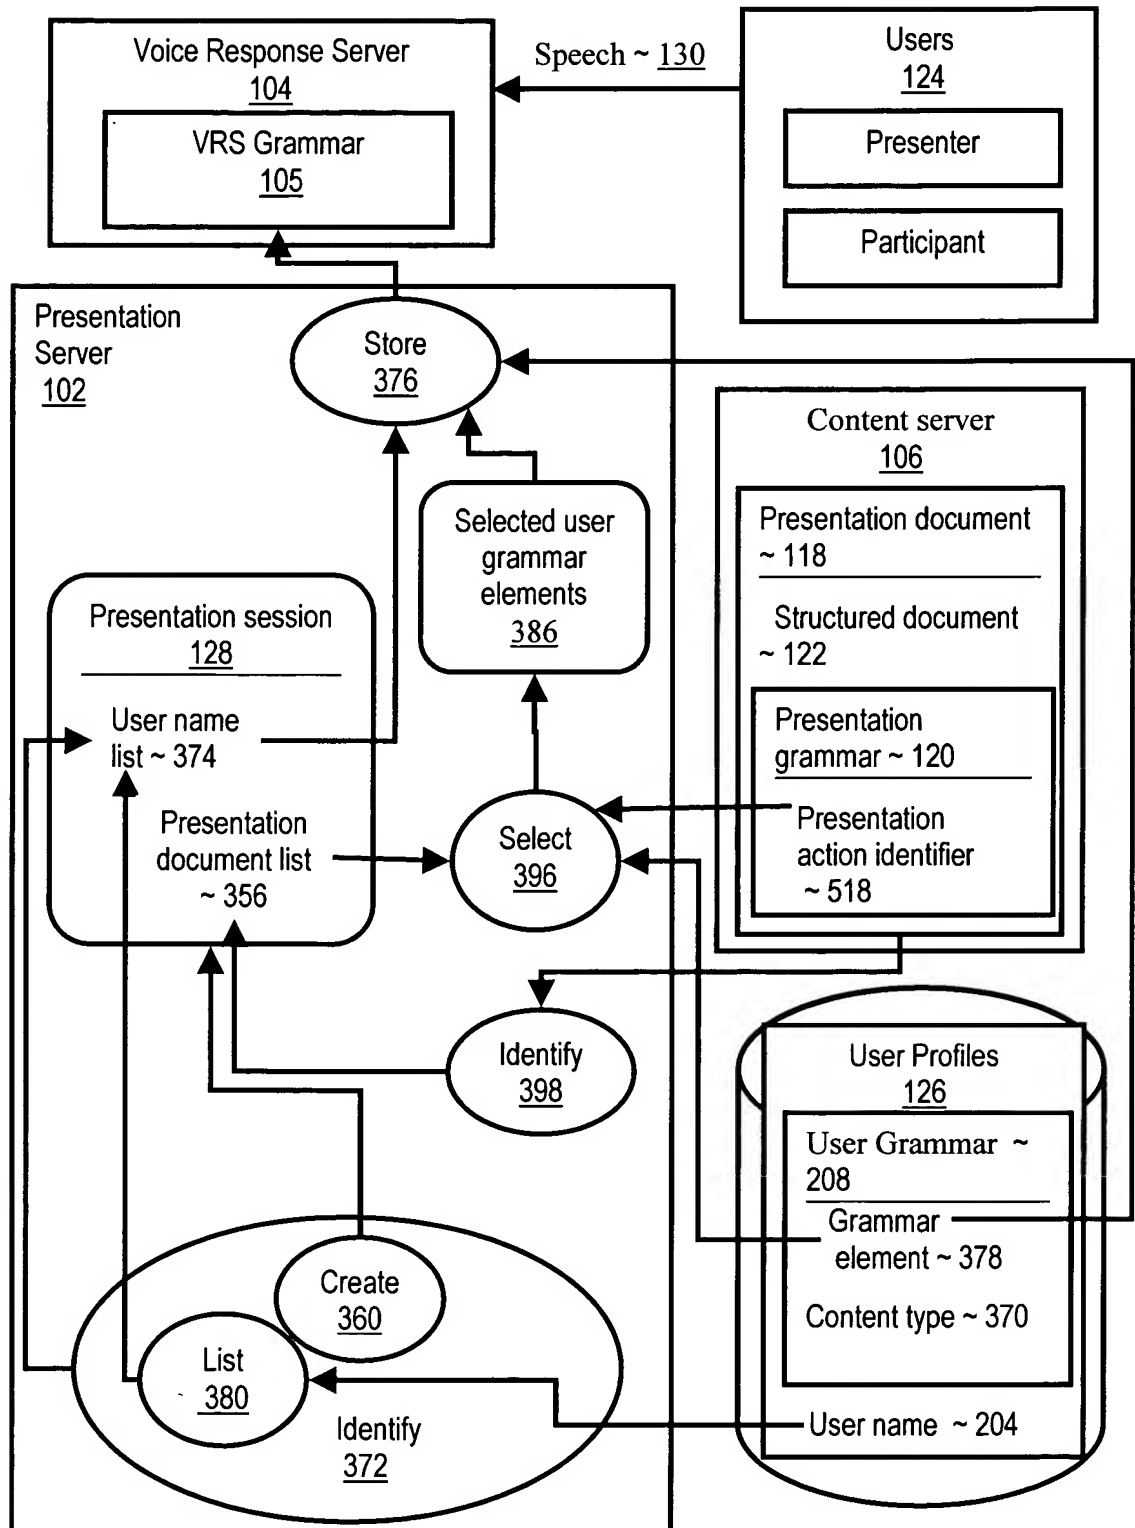 Voice Response Server
104
VRS Grammar
105
Speech ~ 130
Users
124
Presenter
Participant
Presentation
Server
102
Store
376
Content server
106
Selected user
grammar
elements
386
Presentation document
~ 118
Structured document
~ 122
Presentation session
128
User name
list ~ 374
Presentation
document list
~ 356
Presentation
grammar ~ 120
Presentation
action identifier
~ 518
Select
396
Identify
398
User Profiles
126
User Grammar ~
208
Grammar
element ~ 378
Content type ~ 370
User name ~ 204
Create
360
List
380
Identify
372